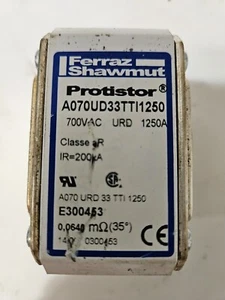 Ferraz
Shawmut
Protistor®
A070UD33TTI1250
700VAC URD 1250A
Classe aR
IR=200kA
A070 URD 33 TTI 1250
E300453
0,0640 mΩ(35°)
0300453